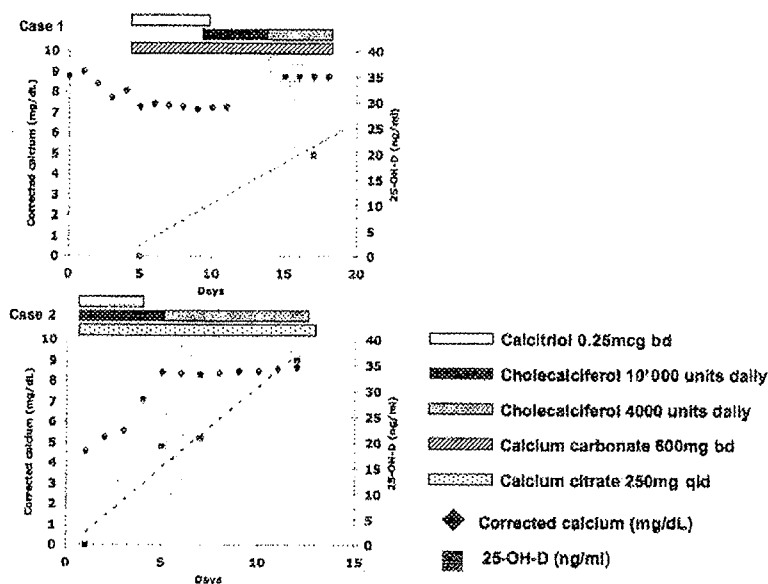 Case 1
10
9
8
7
6
5
4
3
2
1
0
40
35
30
25
20
15
10
5
0
Corrected calcium (mg/dL)
25-OH-D (ng/ml)
0 5 10 15 20
Days
Case 2
10
9
8
7
6
5
4
3
2
1
0
40
35
30
25
20
15
10
5
0
Corrected calcium (mg/dL)
25-OH-D (ng/ml)
0 5 10 15
Days
Calcitriol 0.25mcg bd
Cholecalciferol 10'000 units daily
Cholecalciferol 4000 units daily
Calcium carbonate 600mg bd
Calcium citrate 250mg qid
Corrected calcium (mg/dL)
25-OH-D (ng/ml)